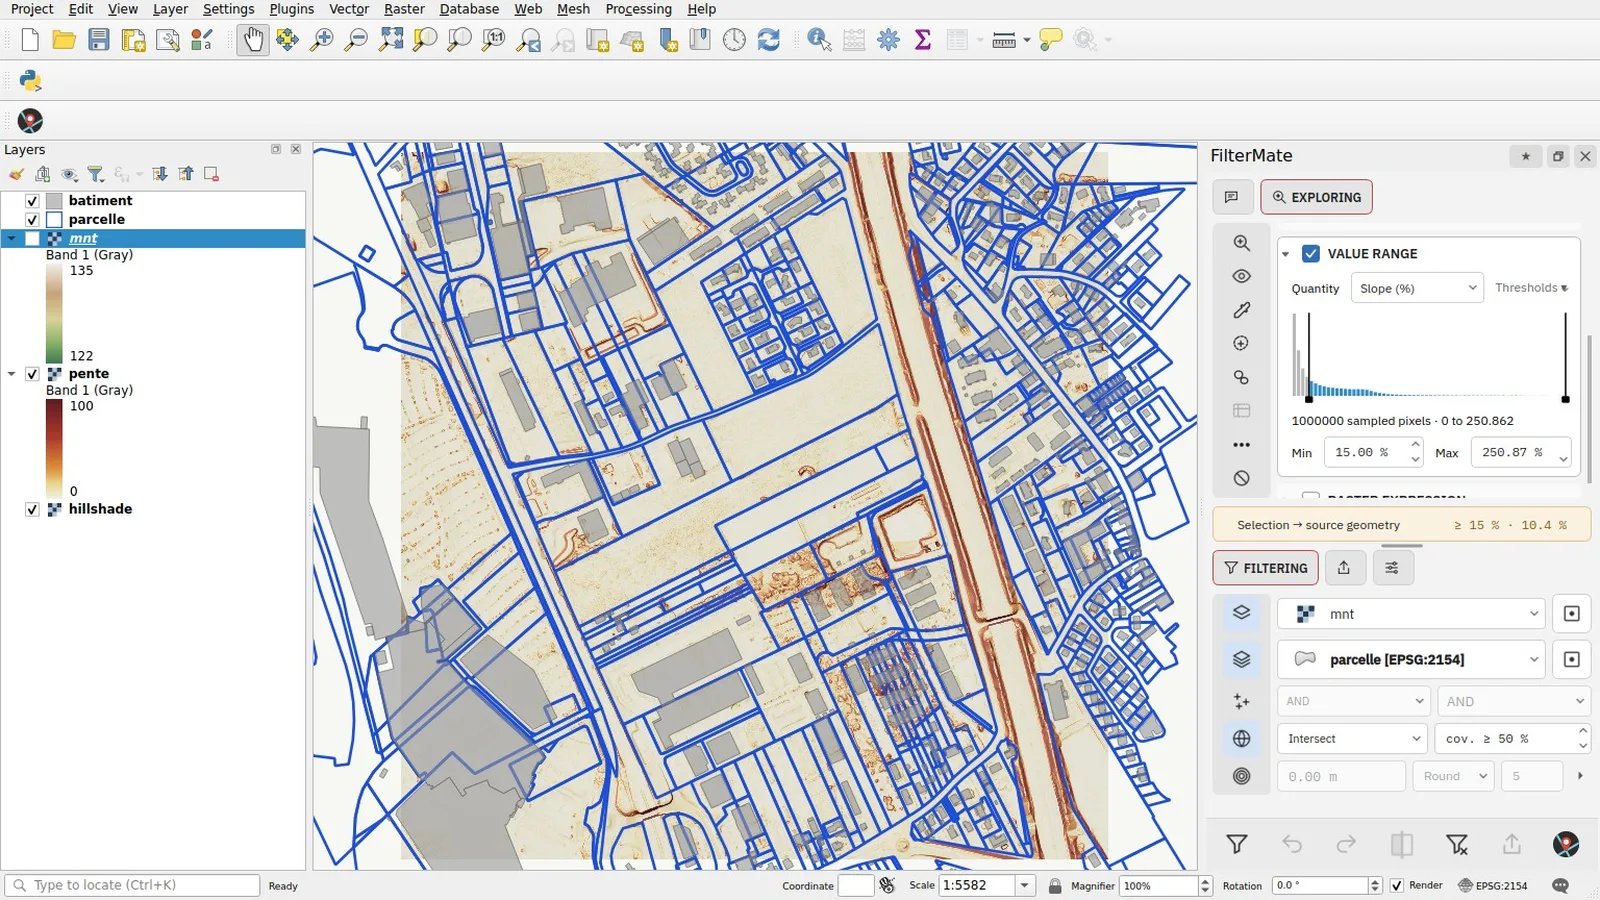 Project Edit View Layer Settings Plugins Vector Raster Database Web Mesh Processing Help
Layers
batiment
parcelle
mnt
Band 1 (Gray)
135
122
pente
Band 1 (Gray)
100
0
hillshade
FilterMate
EXPLORING
VALUE RANGE
Quantity Slope (%) Thresholds
1000000 sampled pixels · 0 to 250.862
Min 15.00 % Max 250.87 %
RASTER EXPRESSION
Selection → source geometry ≥ 15 % · 10.4 %
FILTERING
mnt
parcelle [EPSG:2154]
AND AND
Intersect cov. ≥ 50 %
0.00 m Round 5
Type to locate (Ctrl+K) Ready Coordinate Scale 1:5582 Magnifier 100% Rotation 0.0 ° Render EPSG:2154